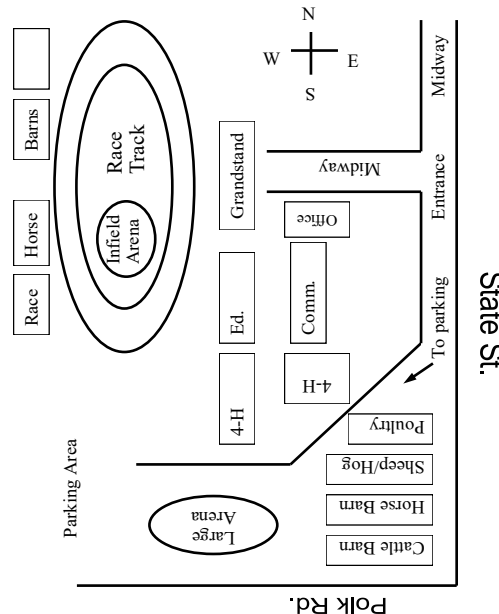 N
W
E
S
Midway
Barns
Race
Track
Grandstand
Midway
Entrance
Horse
Infield
Arena
Office
Race
Ed.
Comm.
To parking
State St.
4-H
4-H
Poultry
Parking Area
Sheep/Hog
Large
Arena
Horse Barn
Cattle Barn
Polk Rd.